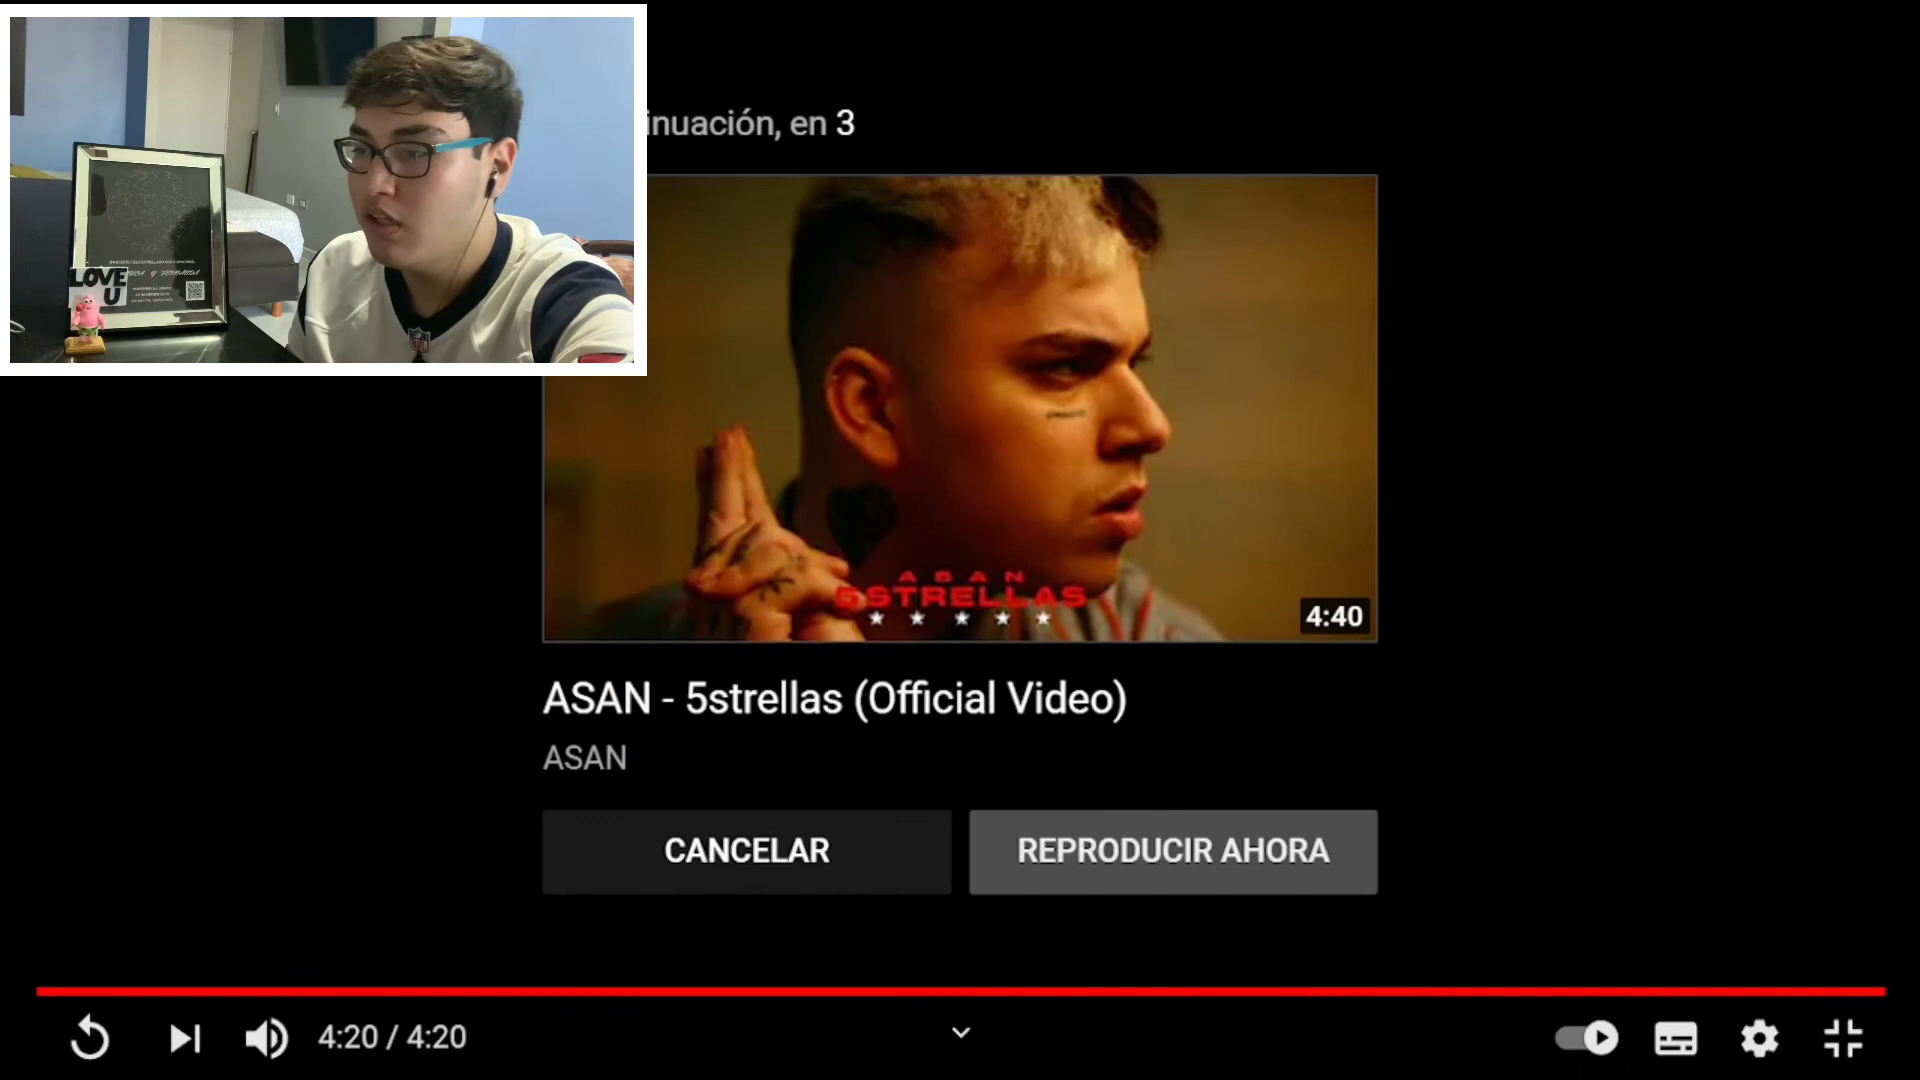 inuación, en 3
LOVE
U
NFL
ASAN
5STRELLAS
4:40
ASAN - 5strellas (Official Video)
ASAN
CANCELAR
REPRODUCIR AHORA
4:20 / 4:20